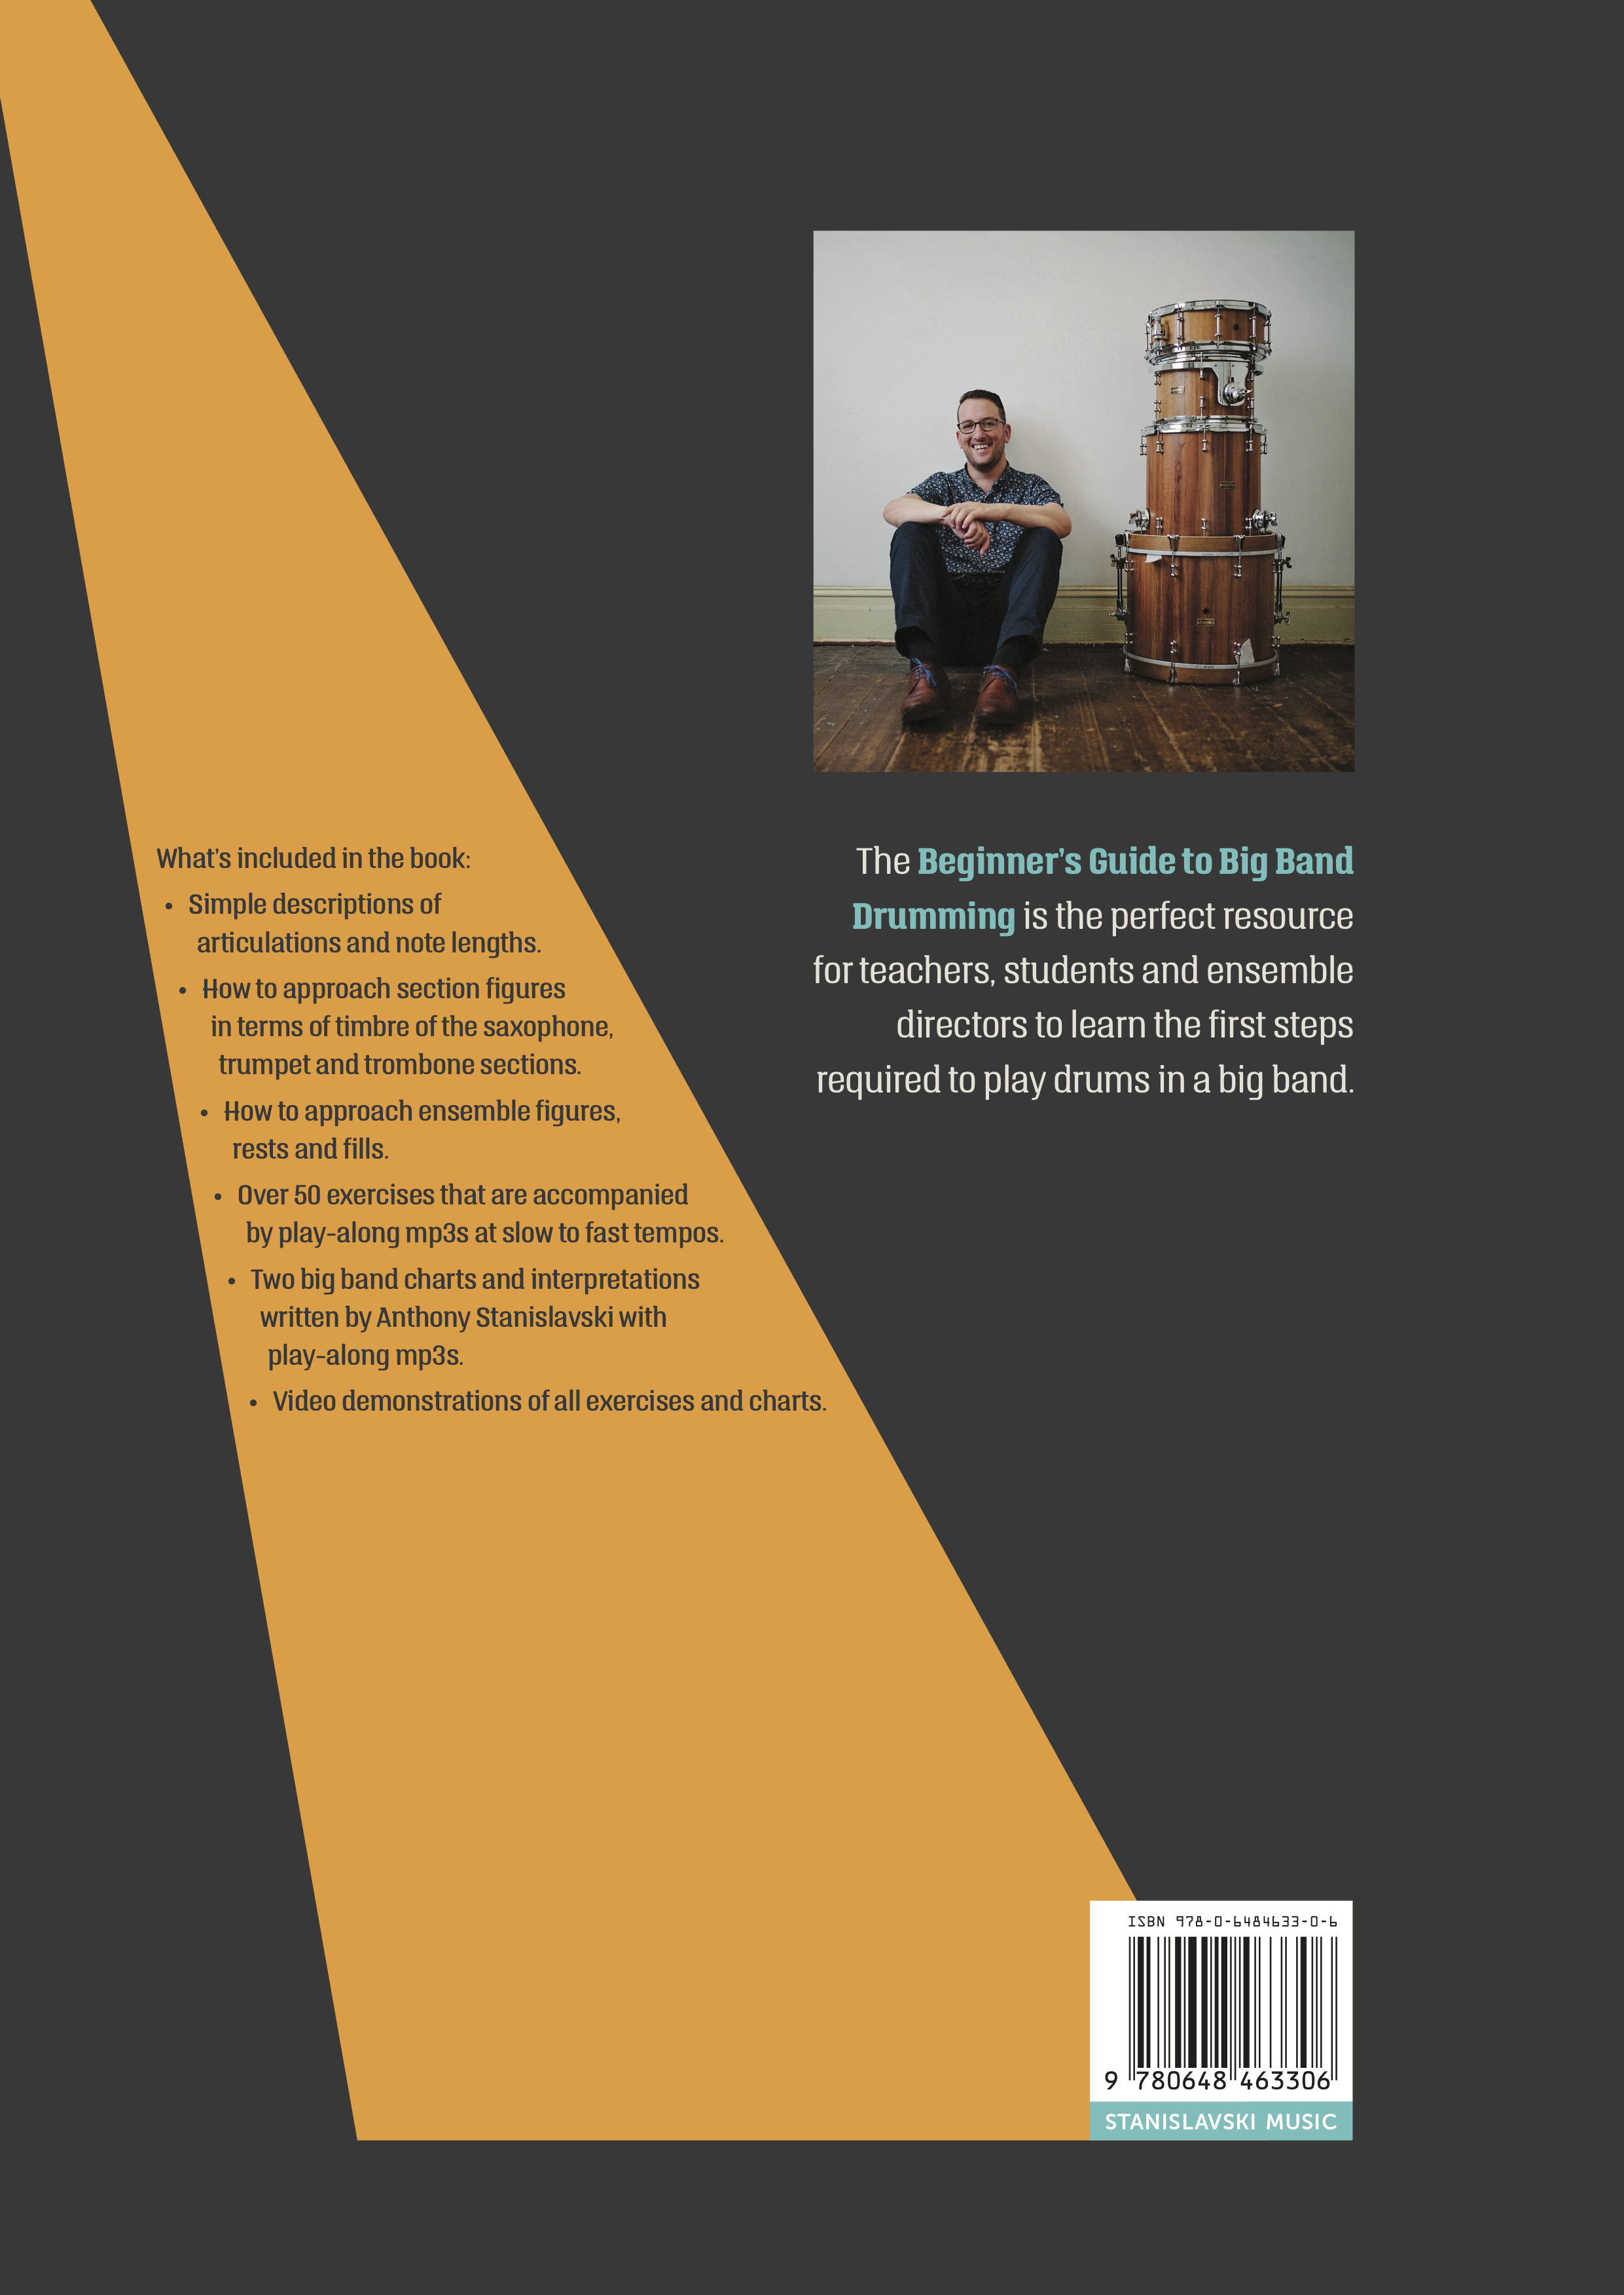 The Beginner’s Guide to Big Band
Drumming is the perfect resource
for teachers, students and ensemble
directors to learn the first steps
required to play drums in a big band.
What’s included in the book:
• Simple descriptions of
articulations and note lengths.
• How to approach section figures
in terms of timbre of the saxophone,
trumpet and trombone sections.
• How to approach ensemble figures,
rests and fills.
• Over 50 exercises that are accompanied
by play-along mp3s at slow to fast tempos.
• Two big band charts and interpretations
written by Anthony Stanislavski with
play-along mp3s.
• Video demonstrations of all exercises and charts.
ISBN 978-0-6484633-0-6
9 780648 463306
STANISLAVSKI MUSIC